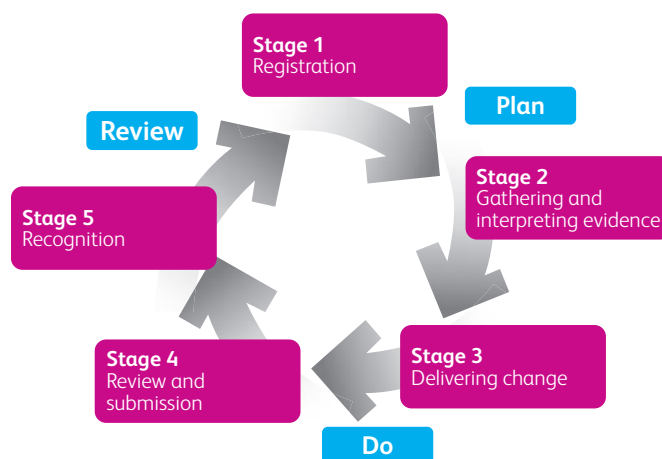 Stage 1
Registration
Plan
Stage 2
Gathering and
interpreting evidence
Stage 3
Delivering change
Do
Stage 4
Review and
submission
Stage 5
Recognition
Review